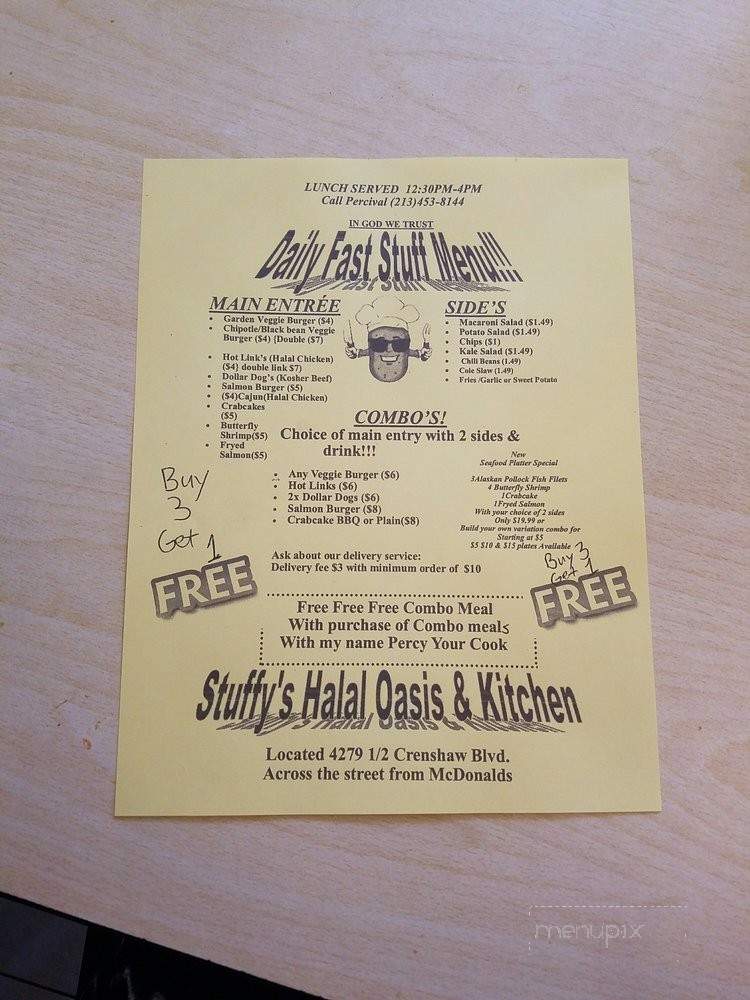 LUNCH SERVED 12:30PM-4PM
Call Percival (213)453-8144
IN GOD WE TRUST
Daily Fast Stuff Menu!!!
MAIN ENTRÉE
• Garden Veggie Burger ($4)
• Chipotle/Black bean Veggie
Burger ($4) {Double ($7)
• Hot Link's (Halal Chicken)
($4) double link $7)
• Dollar Dog's (Kosher Beef)
• Salmon Burger ($5)
• ($4)Cajun(Halal Chicken)
• Crabcakes
($5)
• Butterfly
Shrimp($5)
• Fryed
Salmon($5)
SIDE'S
• Macaroni Salad ($1.49)
• Potato Salad ($1.49)
• Chips ($1)
• Kale Salad ($1.49)
• Chili Beans (1.49)
• Cole Slaw (1.49)
• Fries /Garlic or Sweet Potato
COMBO'S!
Choice of main entry with 2 sides &
drink!!!
• Any Veggie Burger ($6)
• Hot Links ($6)
• 2x Dollar Dogs ($6)
• Salmon Burger ($8)
• Crabcake BBQ or Plain($8)
New
Seafood Platter Special
3Alaskan Pollock Fish Filets
4 Butterfly Shrimp
1Crabcake
1Fryed Salmon
With your choice of 2 sides
Only $19.99 or
Build your own variation combo for
Starting at $5
$5 $10 & $15 plates Available
Buy
3
Get 1
FREE
Ask about our delivery service:
Delivery fee $3 with minimum order of $10
Buy 3
Get 1
FREE
Free Free Free Combo Meal
With purchase of Combo meals
With my name Percy Your Cook
Stuffy's Halal Oasis & Kitchen
Located 4279 1/2 Crenshaw Blvd.
Across the street from McDonalds
menupix